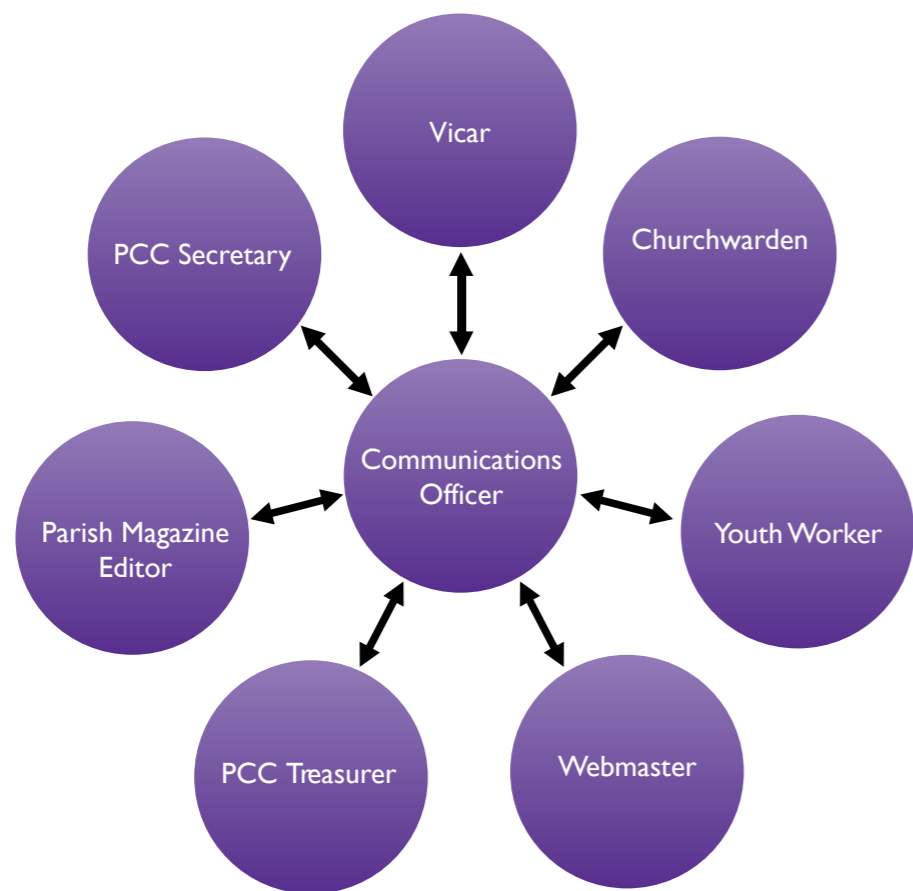 Vicar
Churchwarden
PCC Secretary
Communications
Officer
Parish Magazine
Editor
Youth Worker
PCC Treasurer
Webmaster